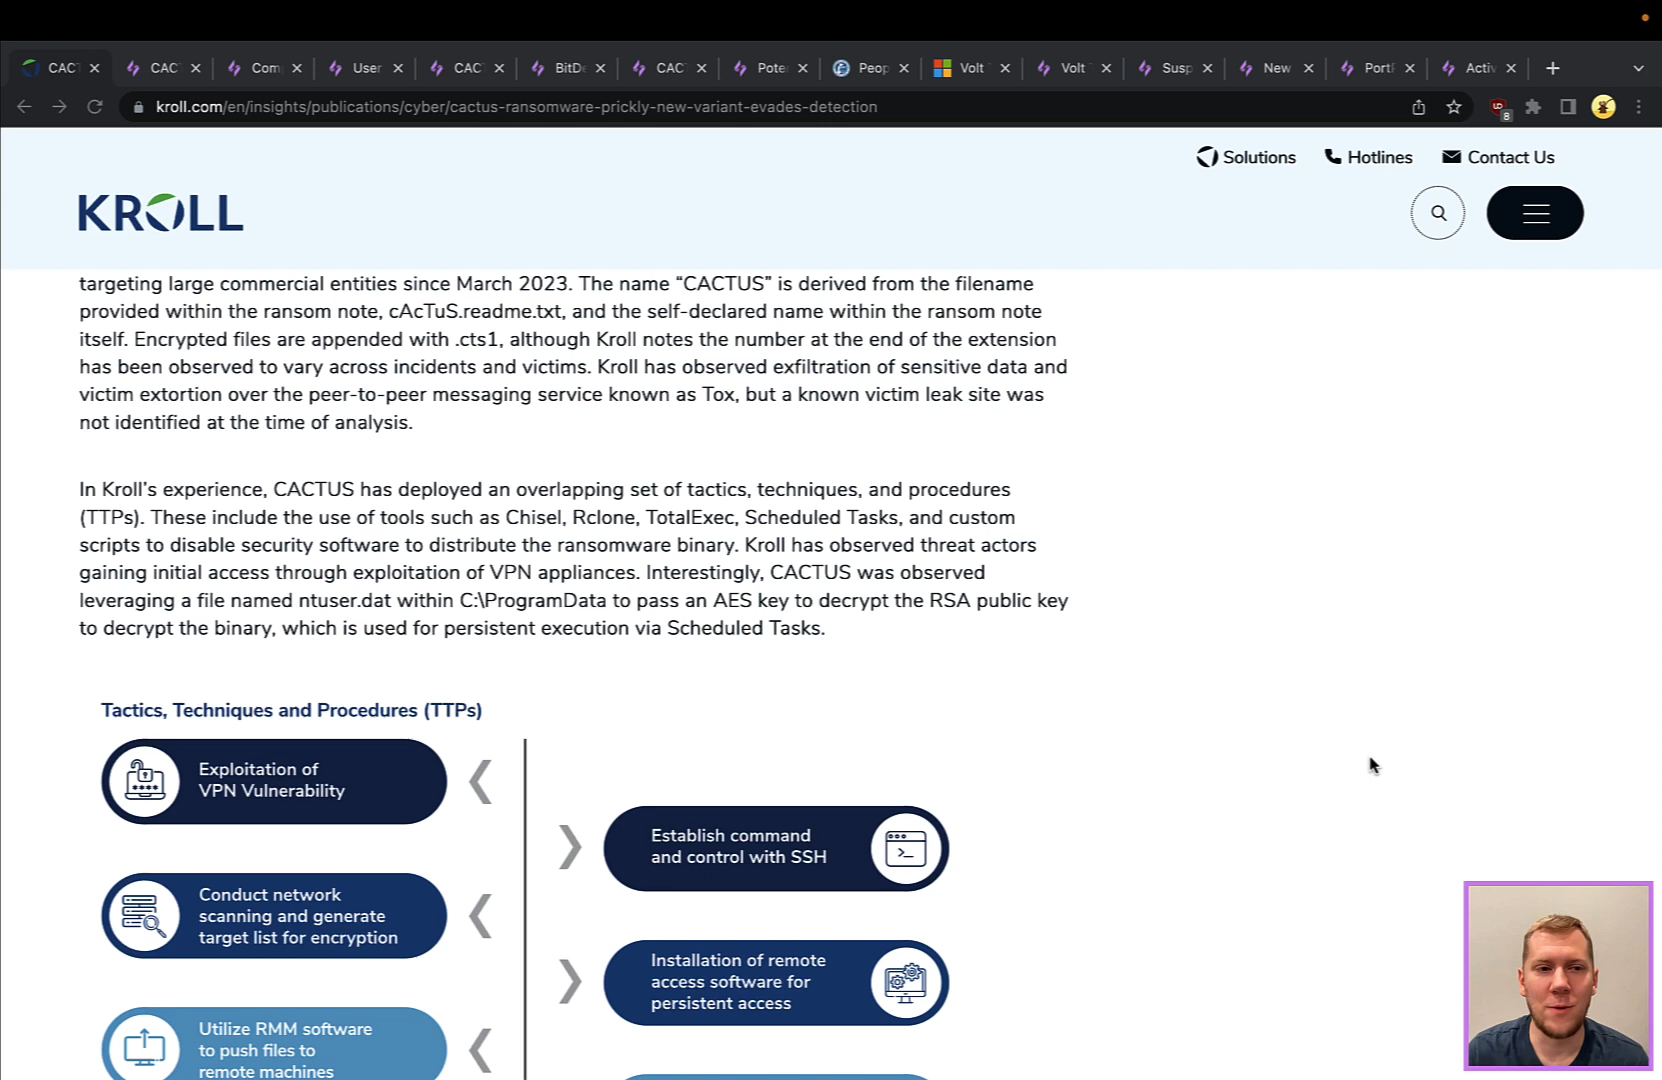 CAC
CAC
Com
User
CAC
BitD
CAC
Pote
Peop
Volt
Volt
Susp
New
Port
Activ
kroll.com/en/insights/publications/cyber/cactus-ransomware-prickly-new-variant-evades-detection
8
Solutions
Hotlines
Contact Us
KROLL
targeting large commercial entities since March 2023. The name “CACTUS” is derived from the filename
provided within the ransom note, cAcTuS.readme.txt, and the self-declared name within the ransom note
itself. Encrypted files are appended with .cts1, although Kroll notes the number at the end of the extension
has been observed to vary across incidents and victims. Kroll has observed exfiltration of sensitive data and
victim extortion over the peer-to-peer messaging service known as Tox, but a known victim leak site was
not identified at the time of analysis.
In Kroll’s experience, CACTUS has deployed an overlapping set of tactics, techniques, and procedures
(TTPs). These include the use of tools such as Chisel, Rclone, TotalExec, Scheduled Tasks, and custom
scripts to disable security software to distribute the ransomware binary. Kroll has observed threat actors
gaining initial access through exploitation of VPN appliances. Interestingly, CACTUS was observed
leveraging a file named ntuser.dat within C:\ProgramData to pass an AES key to decrypt the RSA public key
to decrypt the binary, which is used for persistent execution via Scheduled Tasks.
Tactics, Techniques and Procedures (TTPs)
Exploitation of
VPN Vulnerability
Establish command
and control with SSH
Conduct network
scanning and generate
target list for encryption
Installation of remote
access software for
persistent access
Utilize RMM software
to push files to
remote machines